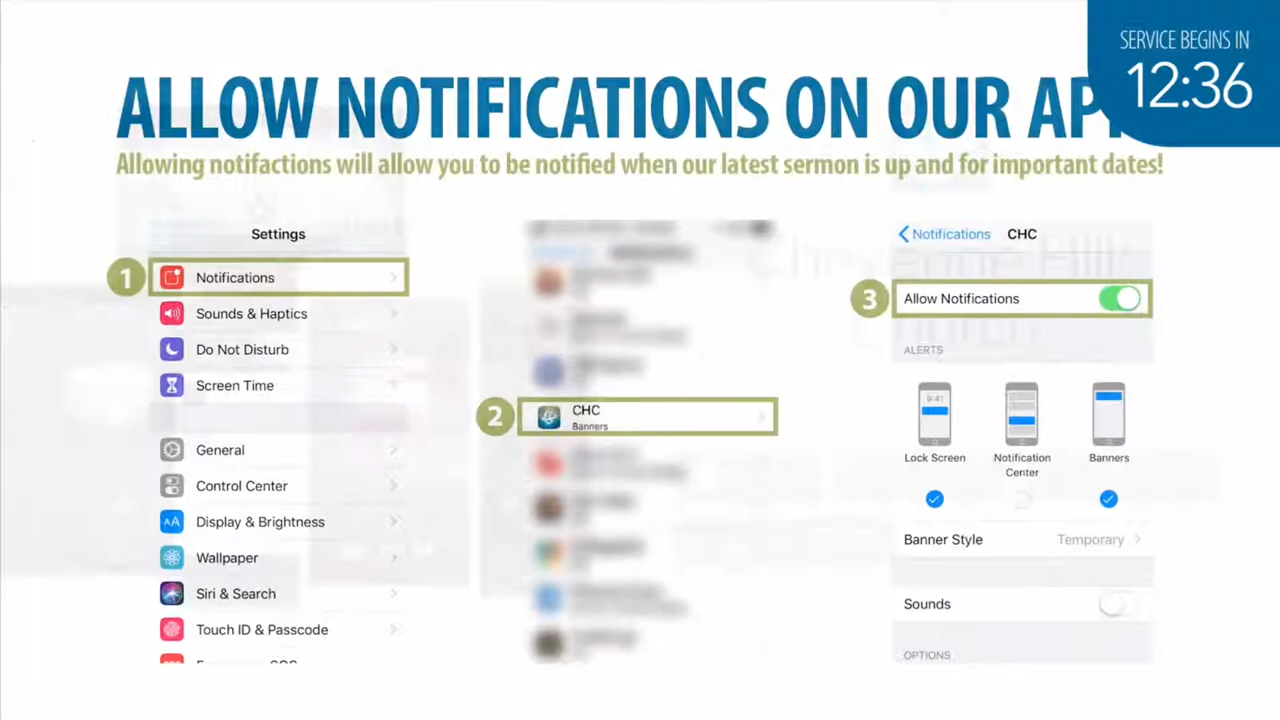 SERVICE BEGINS IN
12:36
ALLOW NOTIFICATIONS ON OUR
Allowing notifactions will allow you to be notified when our latest sermon is up and for important dates!
Settings
1
Notifications
Sounds & Haptics
Do Not Disturb
Screen Time
General
Control Center
AA
Display & Brightness
Wallpaper
Siri & Search
Touch ID & Passcode
2
CHC
Banners
Notifications CHC
3
Allow Notifications
ALERTS
9:41
Lock Screen
Notification
Center
Banners
Banner Style Temporary
Sounds
OPTIONS